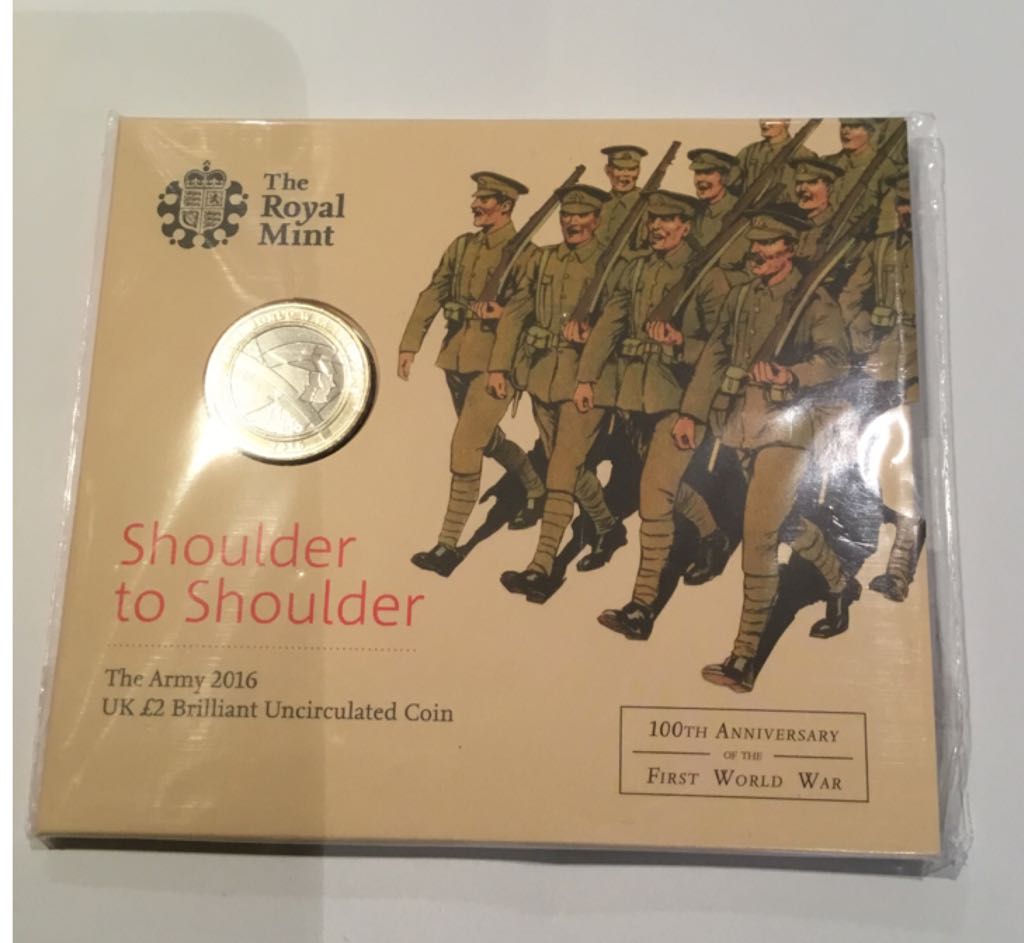 The
Royal
Mint
Shoulder
to Shoulder
The Army 2016
UK £2 Brilliant Uncirculated Coin
100TH ANNIVERSARY
OF THE
FIRST WORLD WAR